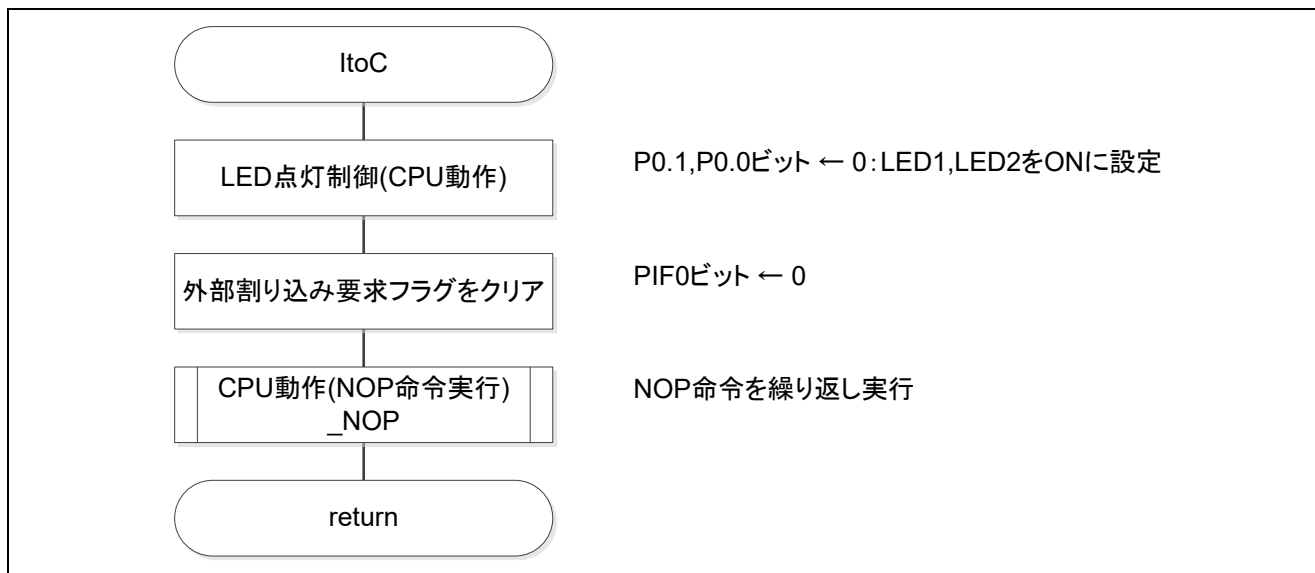 ItoC
LED点灯制御(CPU動作)
P0.1,P0.0ビット ← 0:LED1,LED2をONに設定
外部割り込み要求フラグをクリア
PIF0ビット ← 0
CPU動作(NOP命令実行)
_NOP
NOP命令を繰り返し実行
return